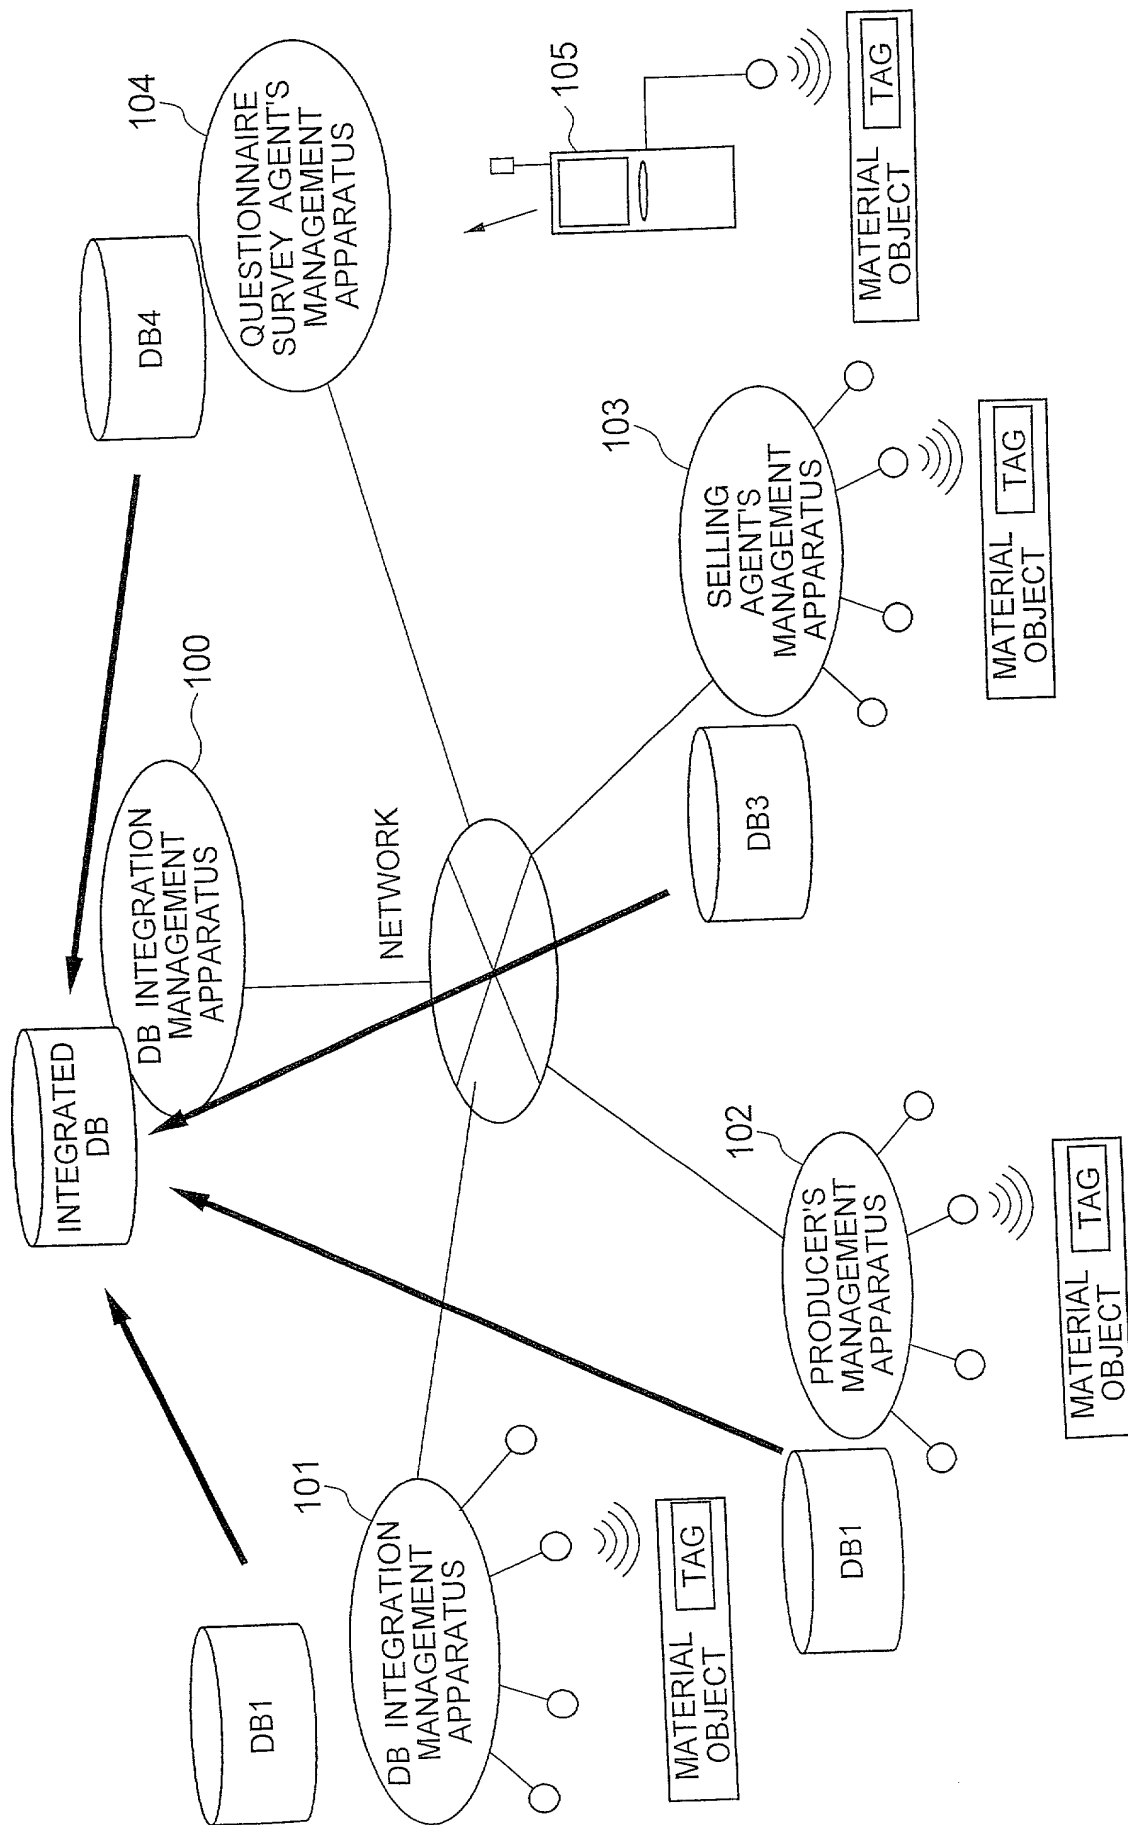 INTEGRATED
DB
100
DB INTEGRATION
MANAGEMENT
APPARATUS
DB4
104
QUESTIONNAIRE
SURVEY AGENT'S
MANAGEMENT
APPARATUS
NETWORK
DB1
101
DB INTEGRATION
MANAGEMENT
APPARATUS
MATERIAL
OBJECT
TAG
DB1
102
PRODUCER'S
MANAGEMENT
APPARATUS
MATERIAL
OBJECT
TAG
DB3
103
SELLING
AGENT'S
MANAGEMENT
APPARATUS
MATERIAL
OBJECT
TAG
105
MATERIAL
OBJECT
TAG